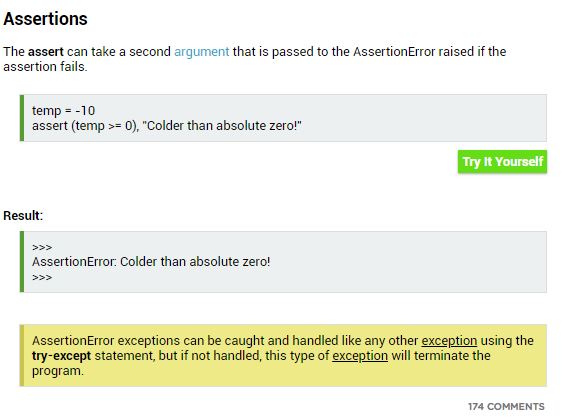 Assertions
The assert can take a second argument that is passed to the AssertionError raised if the
assertion fails.
temp = -10
assert (temp >= 0), "Colder than absolute zero!"
Try It Yourself
Result:
>>>
AssertionError: Colder than absolute zero!
>>>
AssertionError exceptions can be caught and handled like any other exception using the
try-except statement, but if not handled, this type of exception will terminate the
program.
174 COMMENTS